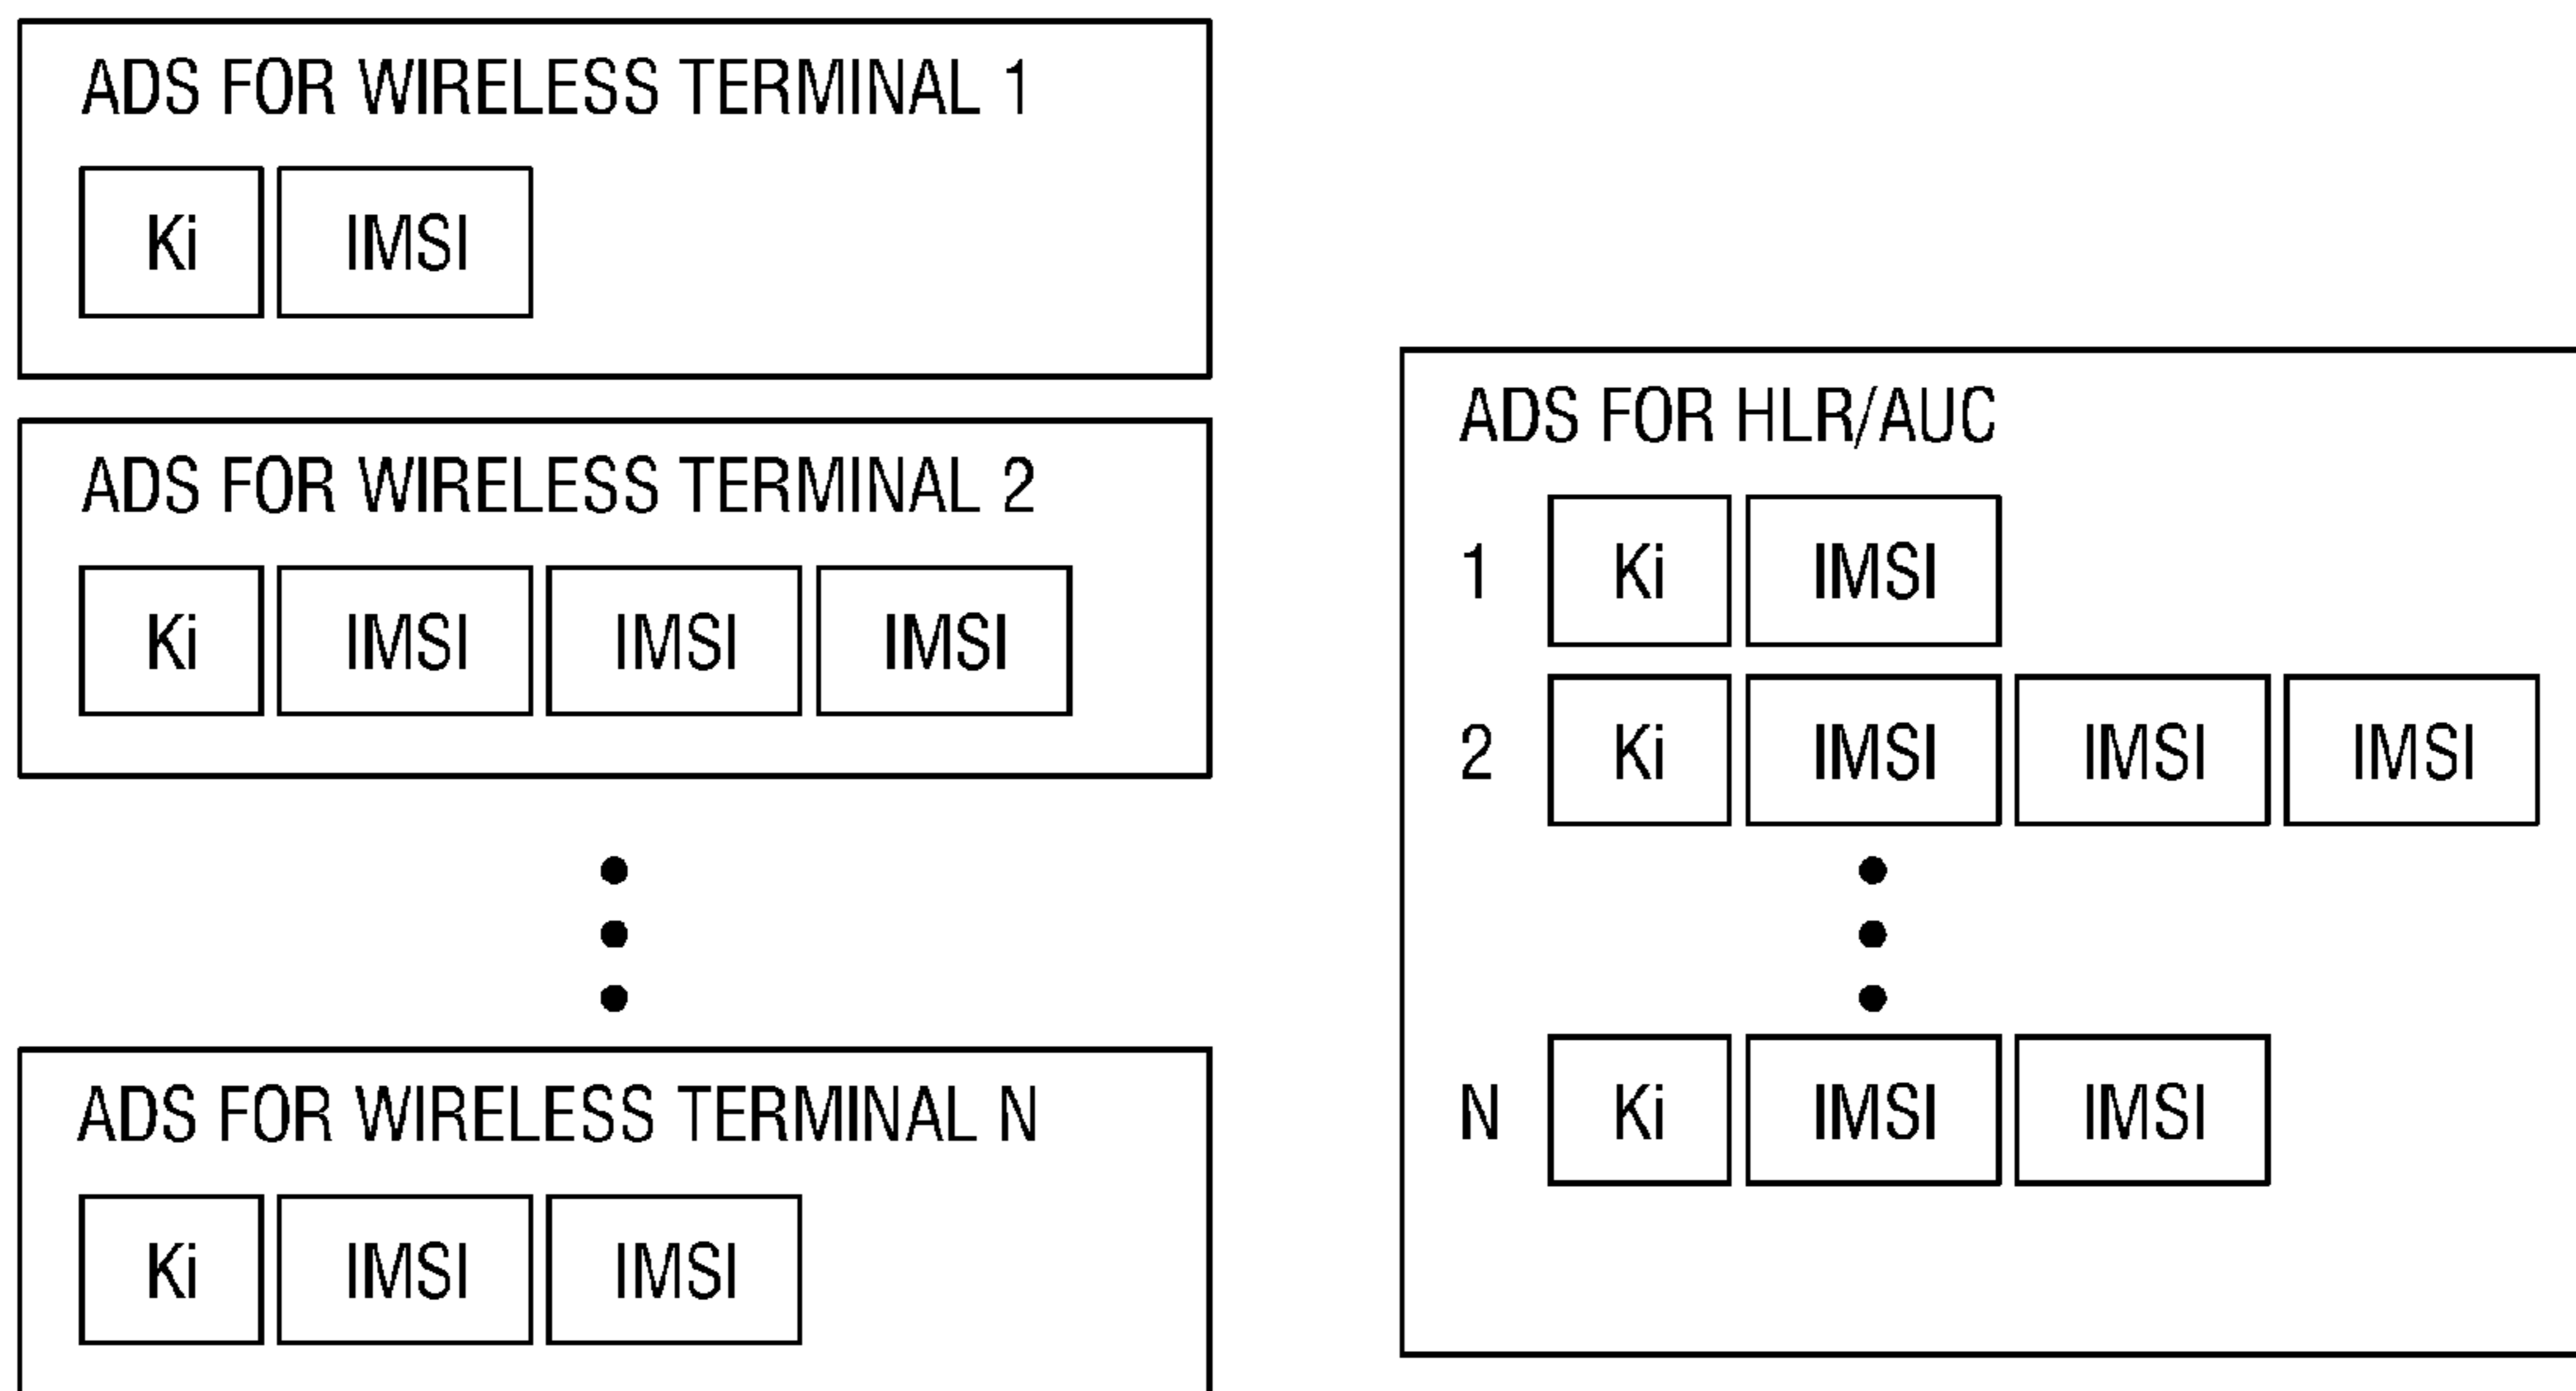 ADS FOR WIRELESS TERMINAL 1
Ki IMSI
ADS FOR WIRELESS TERMINAL 2
Ki IMSI IMSI IMSI
ADS FOR WIRELESS TERMINAL N
Ki IMSI IMSI
ADS FOR HLR/AUC
1 Ki IMSI
2 Ki IMSI IMSI IMSI
N Ki IMSI IMSI